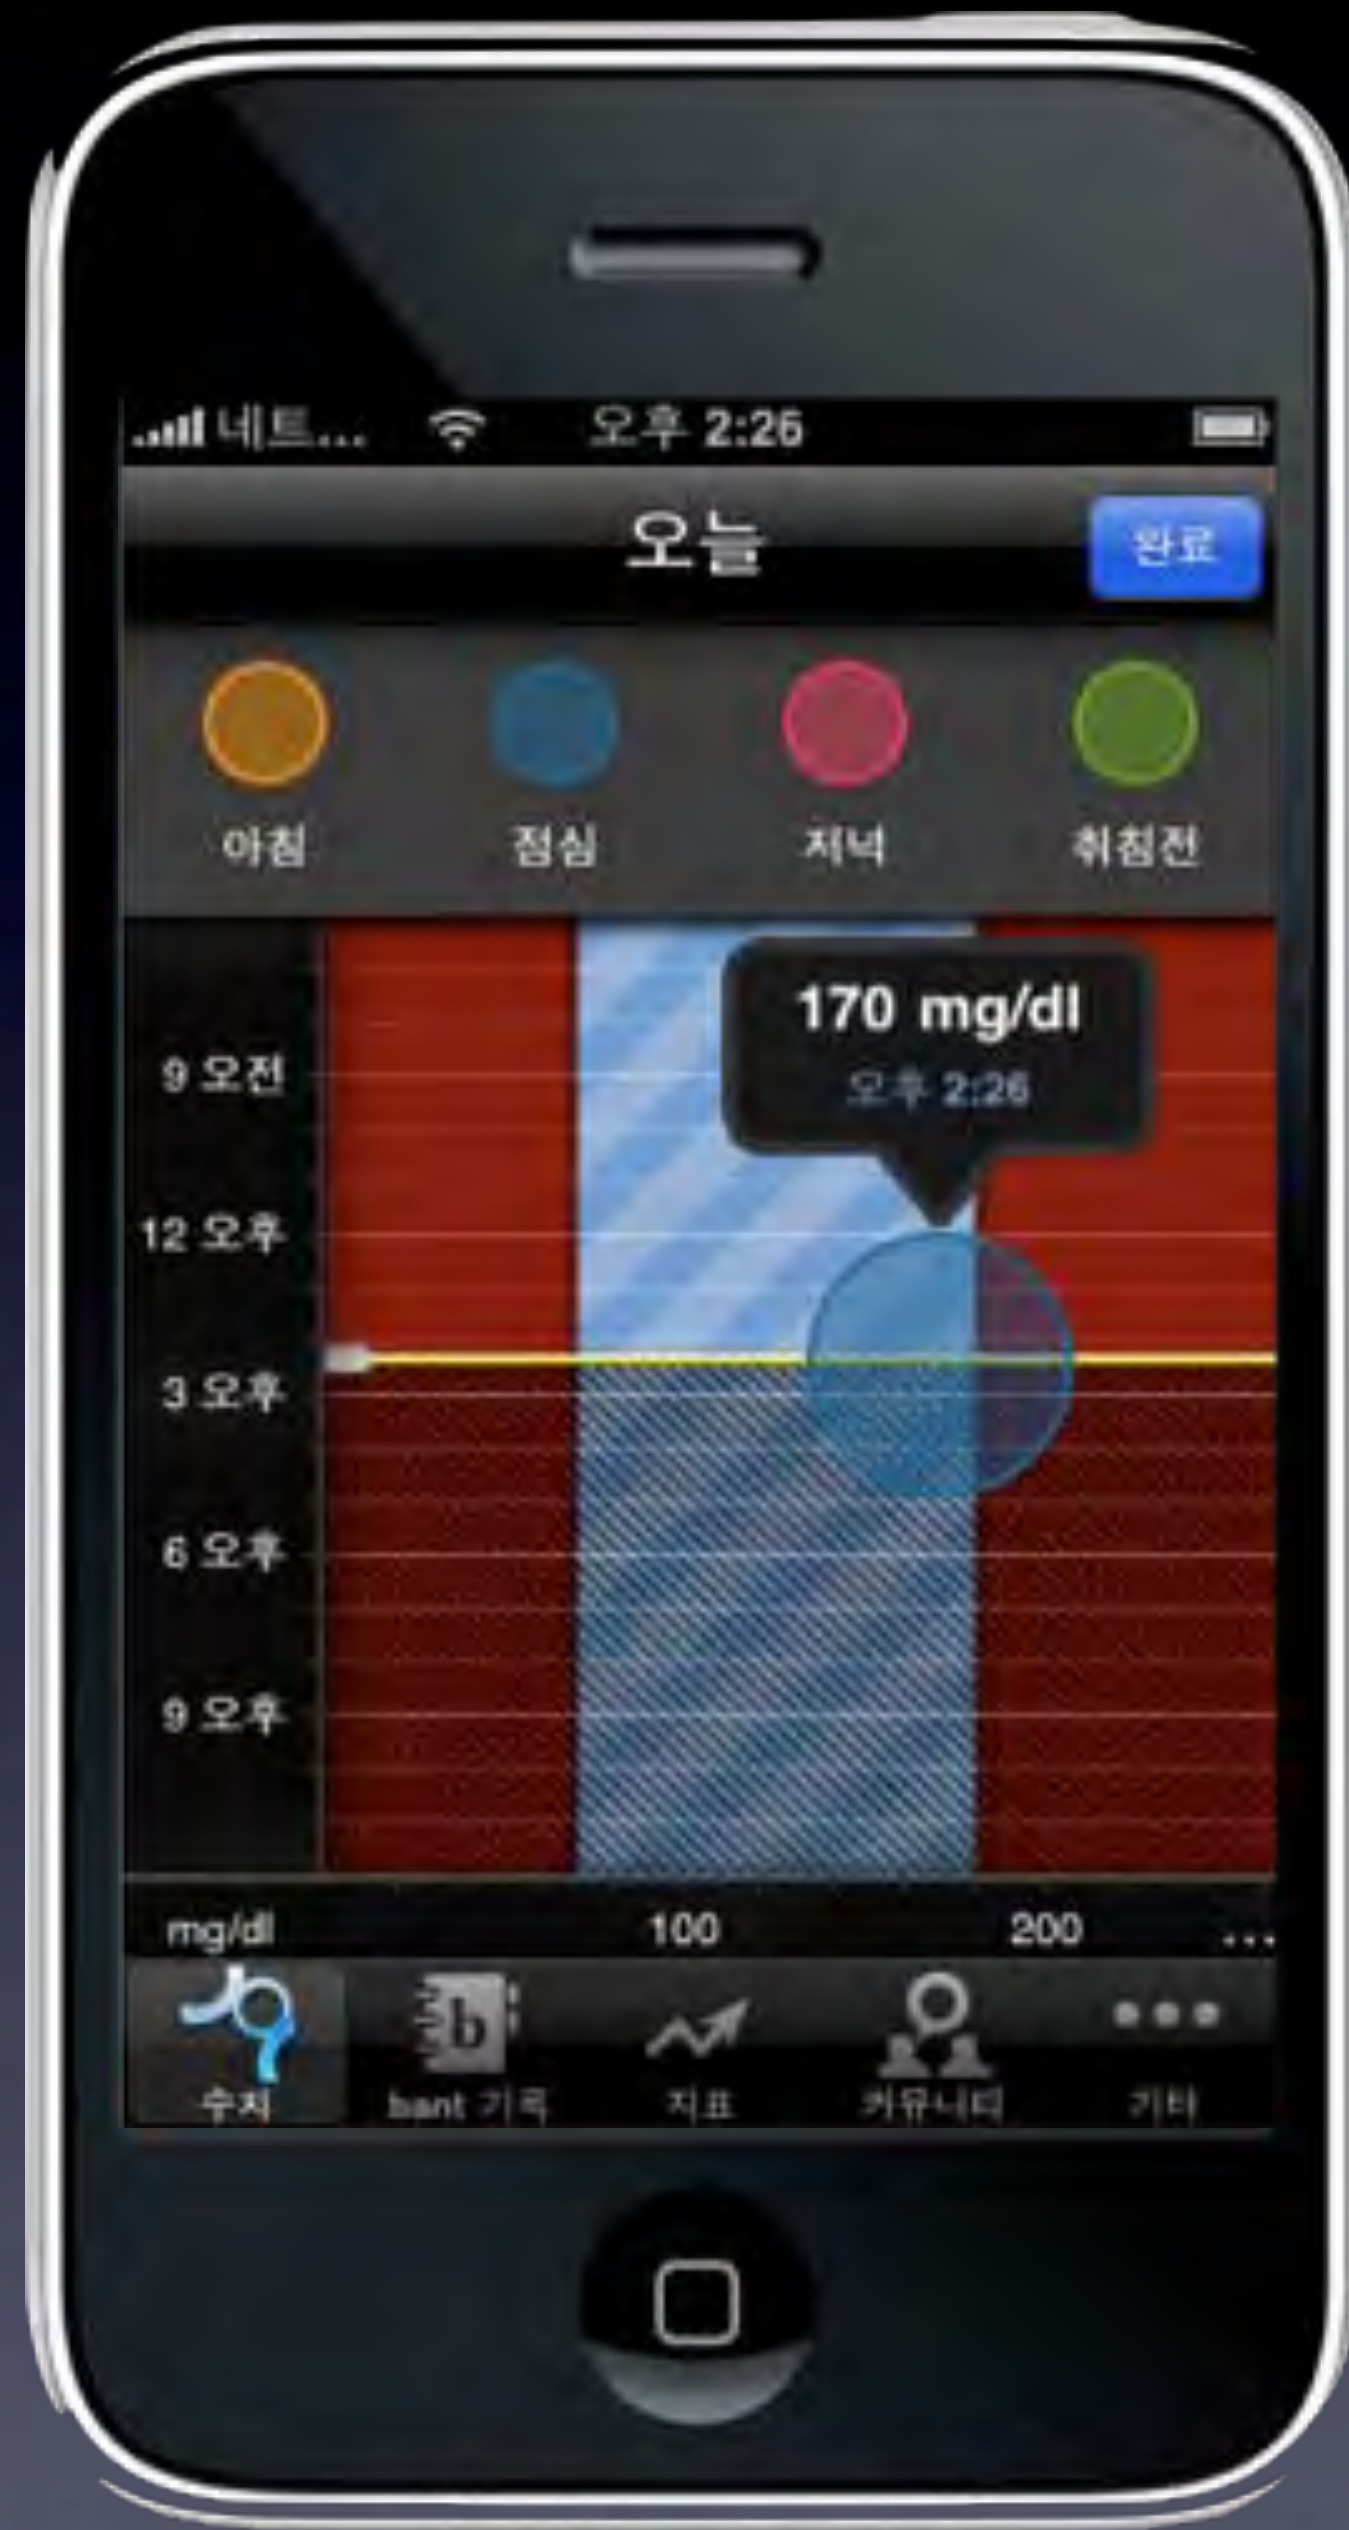 네트... 오후 2:26
오늘
완료
아침 점심 저녁 취침전
170 mg/dl
오후 2:26
9 오전
12 오후
3 오후
6 오후
9 오후
mg/dl 100 200 ...
b
수치 bant 기록 지표 커뮤니티 기타